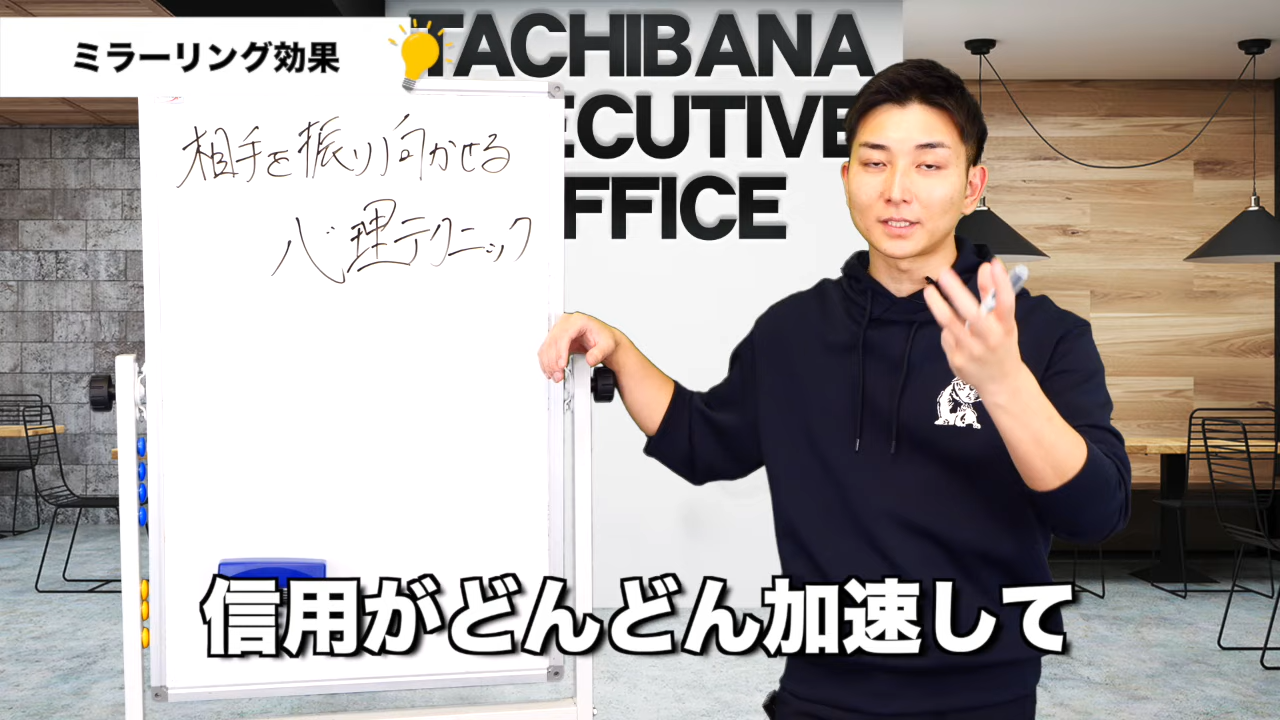 ミラーリング効果
TACHIBANA
ECUTIVE
FFICE
相手を振り向かせる
心理テクニック
信用がどんどん加速して